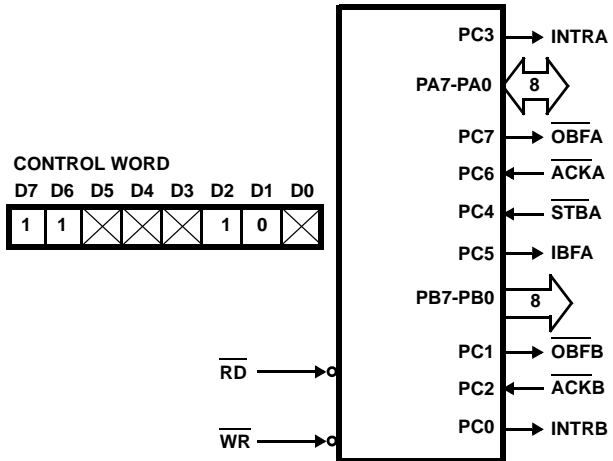 PC3 INTRA
PA7-PA0 8
PC7 OBFA
CONTROL WORD
PC6 ACKA
D7 D6 D5 D4 D3 D2 D1 D0
PC4 STBA
1 1 1 0
PC5 IBFA
PB7-PB0 8
PC1 OBFB
RD
PC2 ACKB
PC0 INTRB
WR